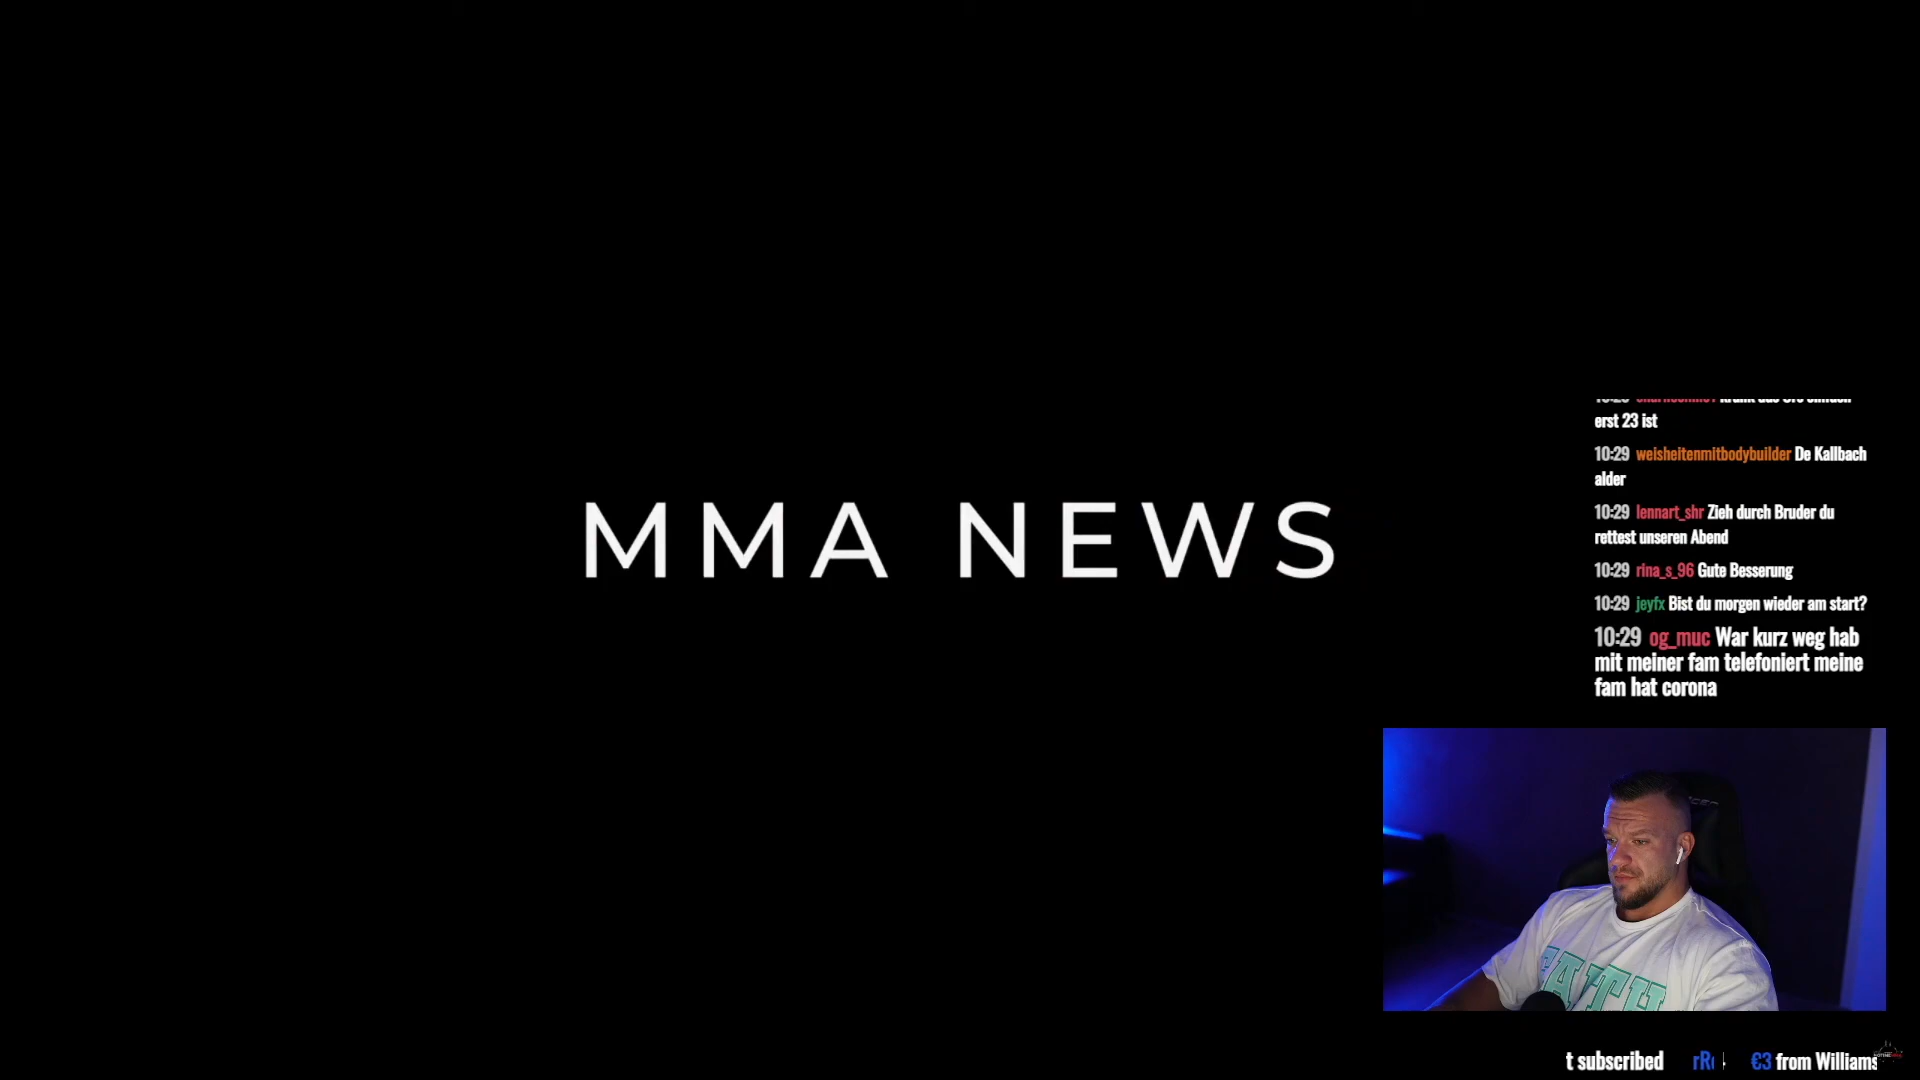 MMA NEWS
erst 23 ist
10:29 weisheitenmitbodybuilder De Kallbach
alder
10:29 lennart_shr Zieh durch Bruder du
rettest unseren Abend
10:29 rina_s_96 Gute Besserung
10:29 jeyfx Bist du morgen wieder am start?
10:29 og_muc War kurz weg hab
mit meiner fam telefoniert meine
fam hat corona
FAITH
t subscribed €3 from Williams